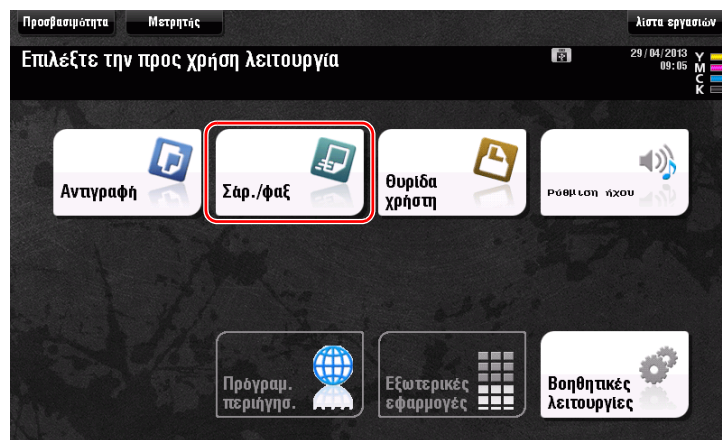 Προσβασιμότητα
Μετρητής
λίστα εργασιών
Επιλέξτε την προς χρήση λειτουργία
29/04/2013
09:05
Y
M
C
K
Αντιγραφή
Σάρ./φαξ
Θυρίδα
χρήστη
Ρύθμιση ήχου
Πρόγραμ.
περιήγησ.
Εξωτερικές
εφαρμογές
Βοηθητικές
λειτουργίες